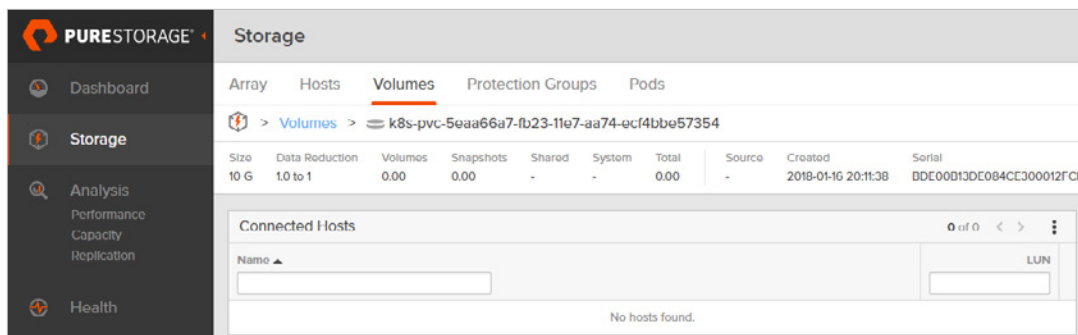 PURESTORAGE®
Storage
Dashboard
Storage
Analysis
Performance
Capacity
Replication
Health
Array Hosts Volumes Protection Groups Pods
> Volumes > k8s-pvc-5eaa66a7-fb23-11e7-aa74-ecf4bbe57354
Size Data Reduction Volumes Snapshots Shared System Total Source Created Serial
10 G 1.0 to 1 0.00 0.00 - - 0.00 - 2018-01-16 20:11:38
Connected Hosts 0 of 0 < >
Name LUN
No hosts found.